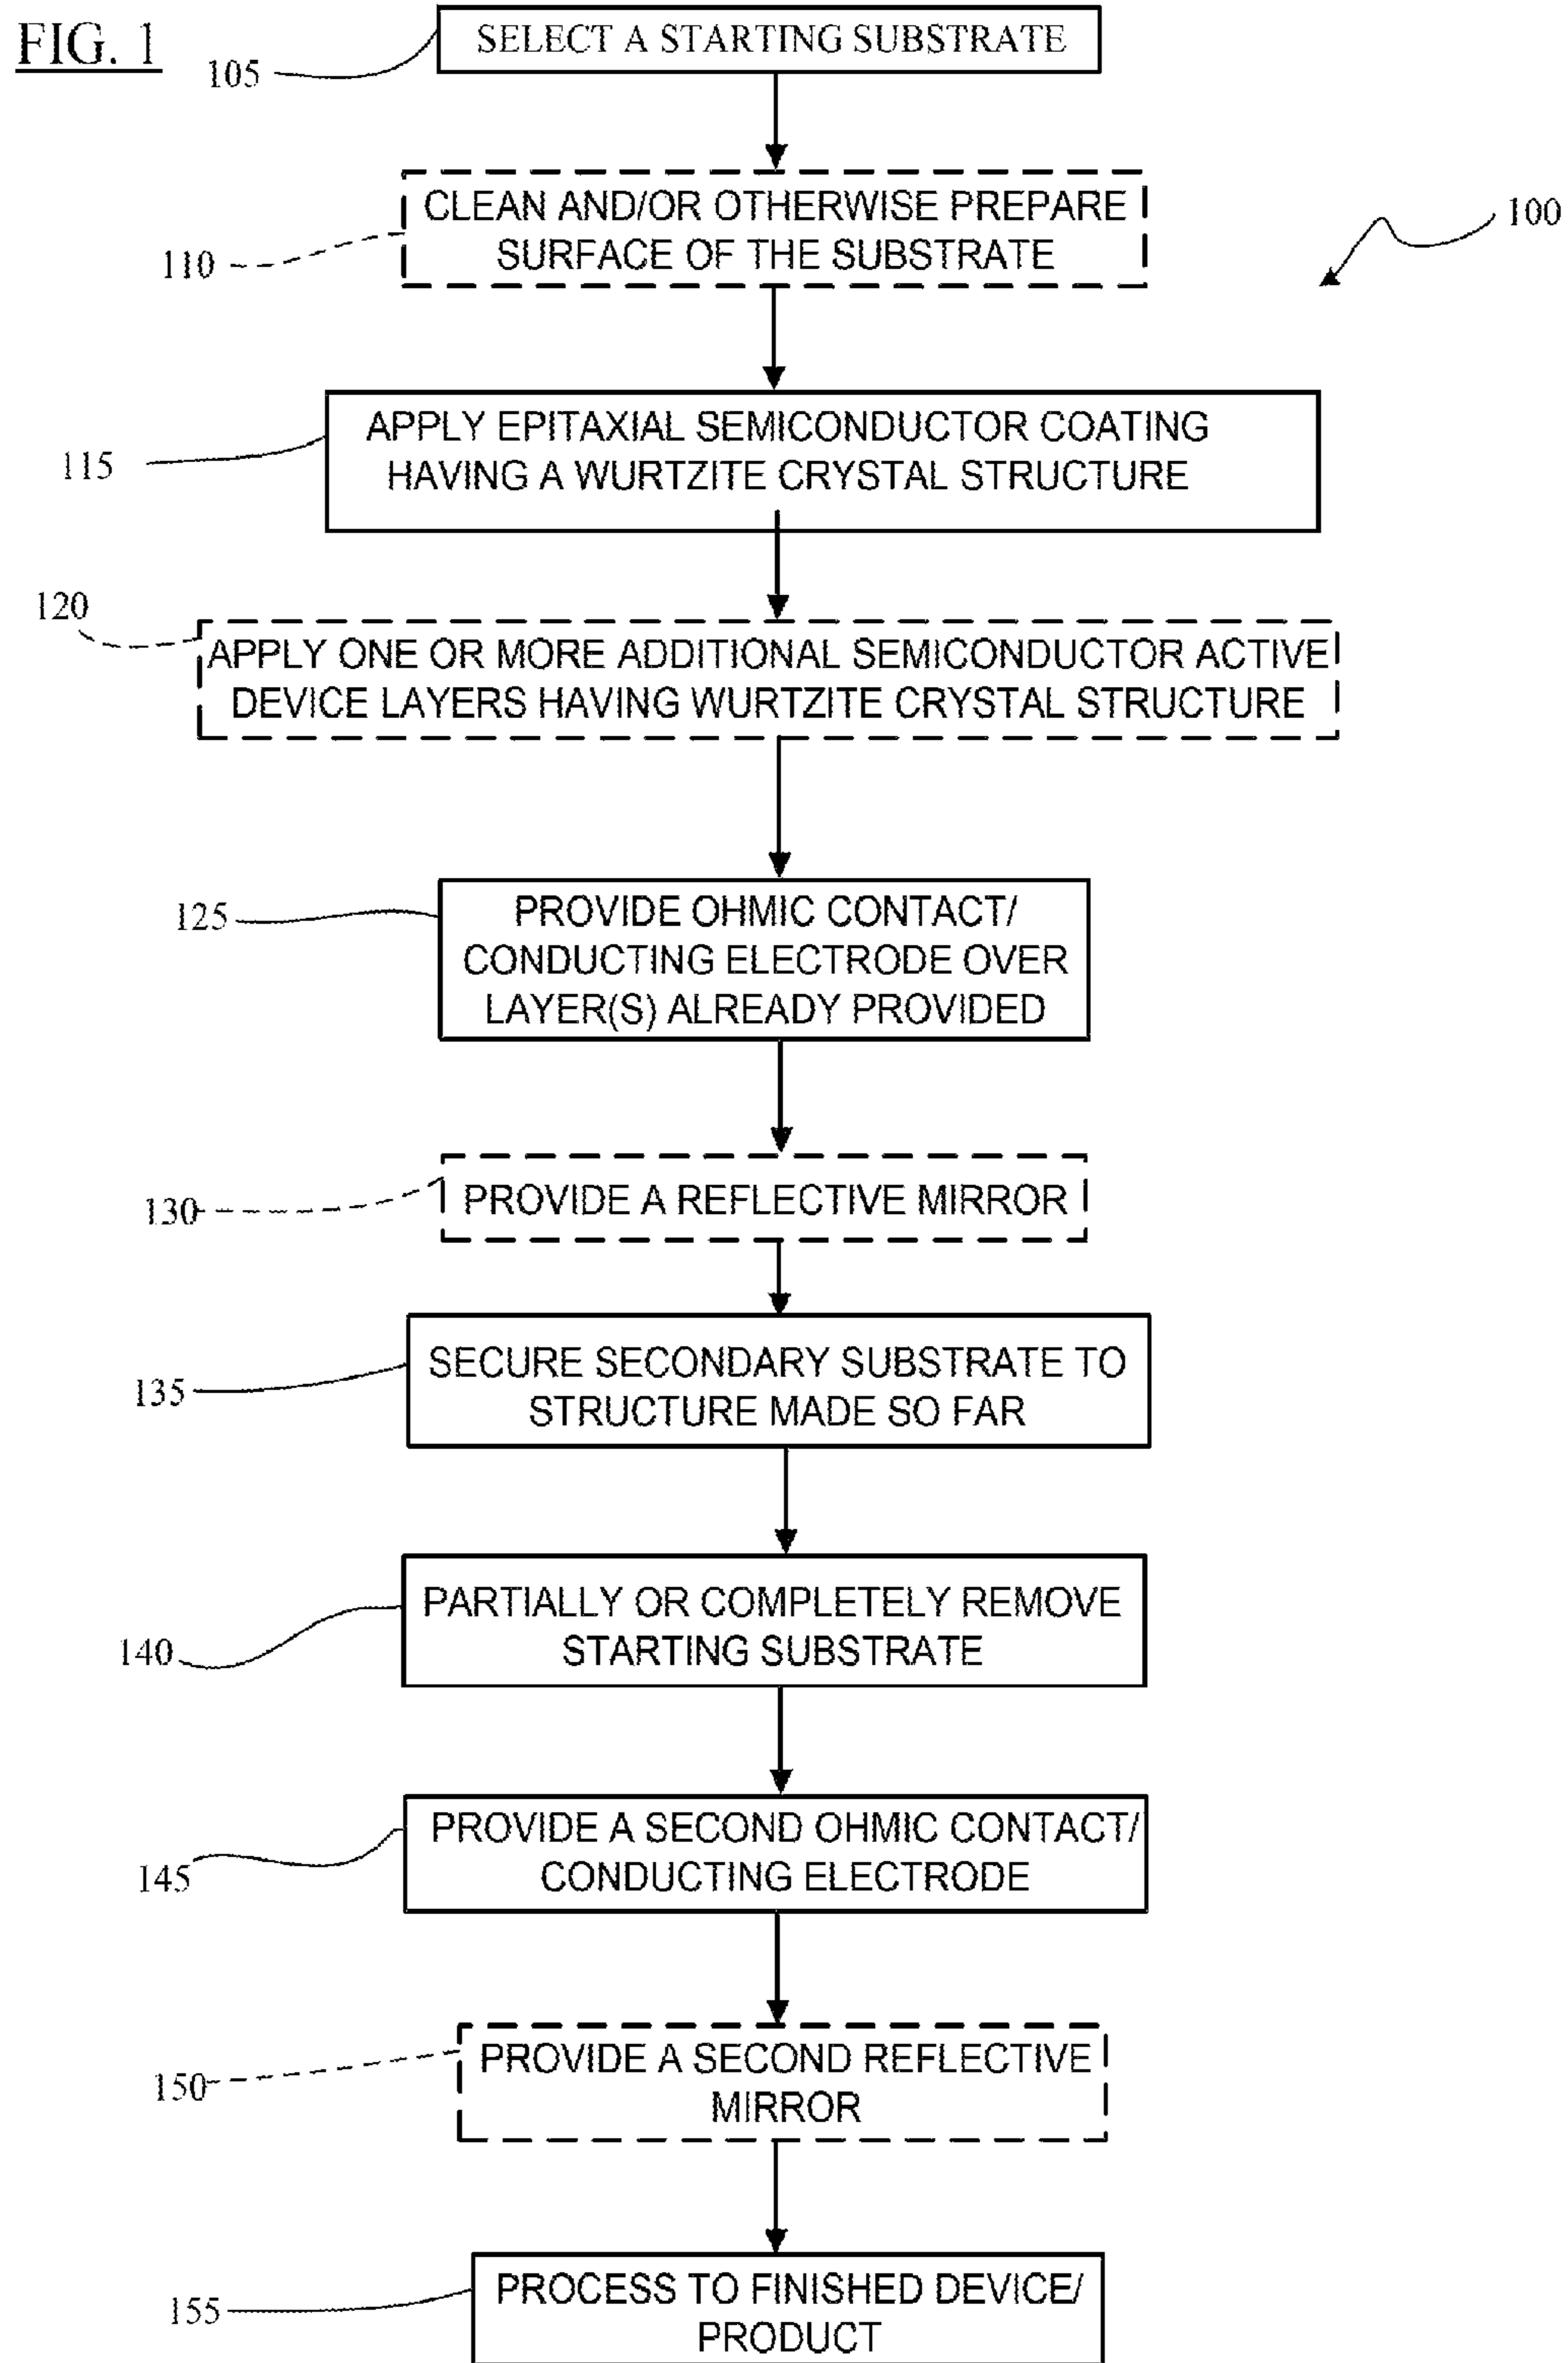 FIG. 1
SELECT A STARTING SUBSTRATE
105
CLEAN AND/OR OTHERWISE PREPARE
SURFACE OF THE SUBSTRATE
110
100
APPLY EPITAXIAL SEMICONDUCTOR COATING
HAVING A WURTZITE CRYSTAL STRUCTURE
115
120
APPLY ONE OR MORE ADDITIONAL SEMICONDUCTOR ACTIVE
DEVICE LAYERS HAVING WURTZITE CRYSTAL STRUCTURE
125
PROVIDE OHMIC CONTACT/
CONDUCTING ELECTRODE OVER
LAYER(S) ALREADY PROVIDED
130
PROVIDE A REFLECTIVE MIRROR
135
SECURE SECONDARY SUBSTRATE TO
STRUCTURE MADE SO FAR
140
PARTIALLY OR COMPLETELY REMOVE
STARTING SUBSTRATE
145
PROVIDE A SECOND OHMIC CONTACT/
CONDUCTING ELECTRODE
150
PROVIDE A SECOND REFLECTIVE
MIRROR
155
PROCESS TO FINISHED DEVICE/
PRODUCT